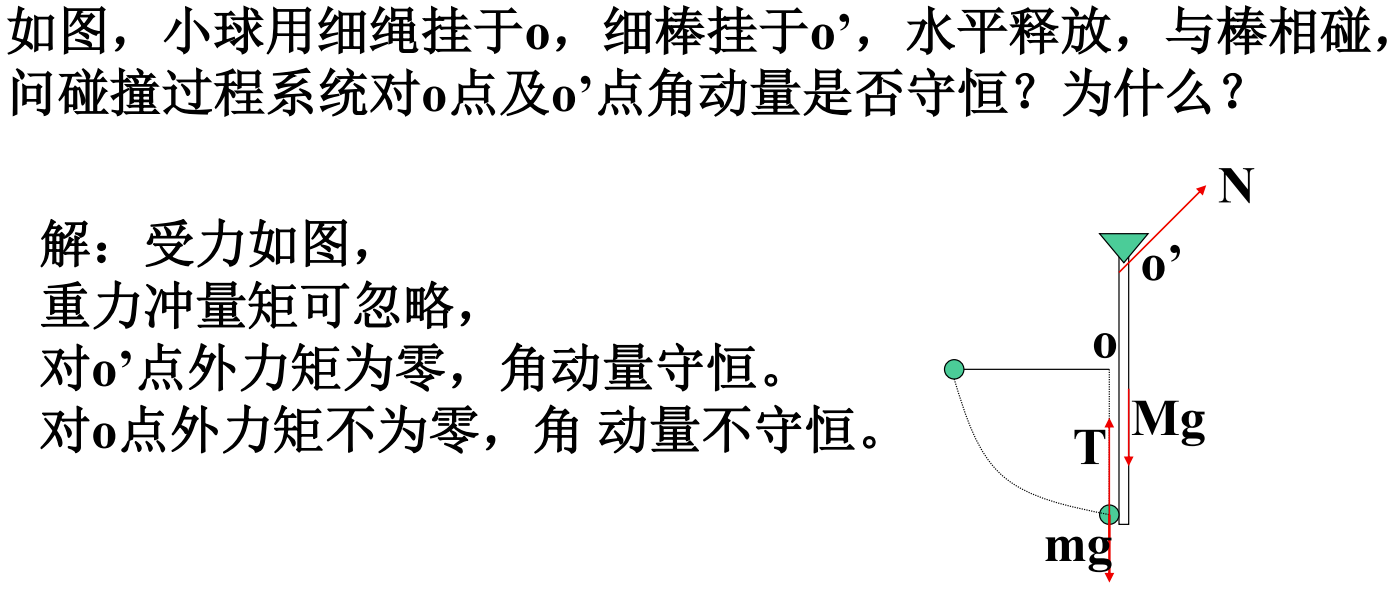 如图，小球用细绳挂于o，细棒挂于o’，水平释放，与棒相碰，
问碰撞过程系统对o点及o’点角动量是否守恒？为什么？
解：受力如图，
重力冲量矩可忽略，
对o’点外力矩为零，角动量守恒。
对o点外力矩不为零，角 动量不守恒。
N
o’
o
Mg
T
mg